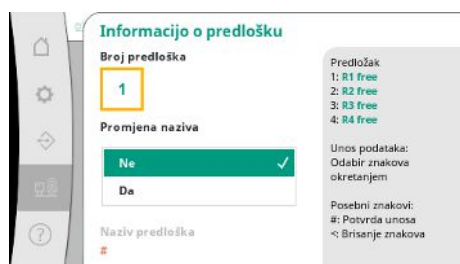 Informacijo o predlošku
Broj predloška
1
Promjena naziva
Ne
Da
Naziv predloška
#
Predložak
1: R1 free
2: R2 free
3: R3 free
4: R4 free
Unos podataka:
Odabir znakova
okretanjem
Posebni znakovi:
#: Potvrda unosa
<: Brisanje znakova